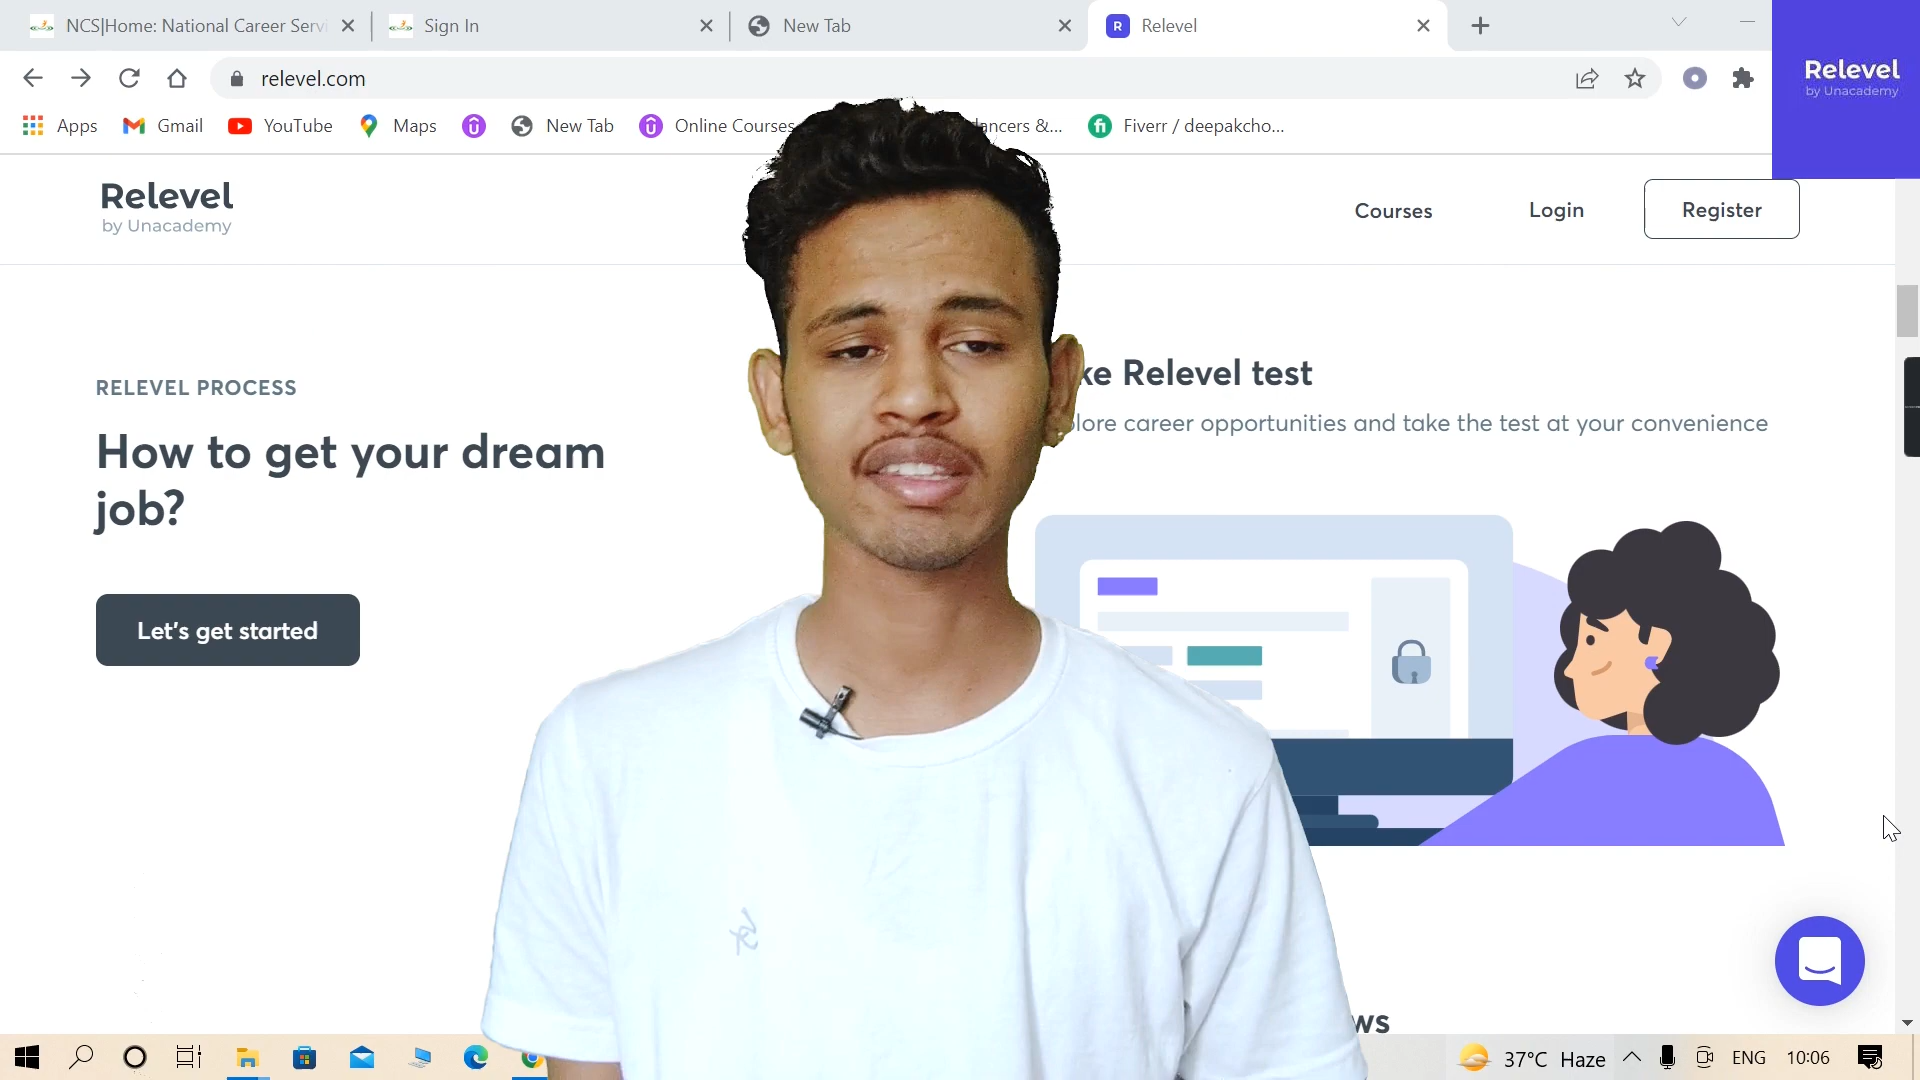 NCS|Home: National Career Servi
Sign In
New Tab
R
Relevel
relevel.com
Relevel
by Unacademy
Apps
Gmail
YouTube
Maps
New Tab
Online Courses
ancers &...
Fiverr / deepakcho...
Relevel
by Unacademy
Courses
Login
Register
RELEVEL PROCESS
How to get your dream
job?
Let's get started
ke Relevel test
lore career opportunities and take the test at your convenience
ws
37°C Haze
ENG
10:06